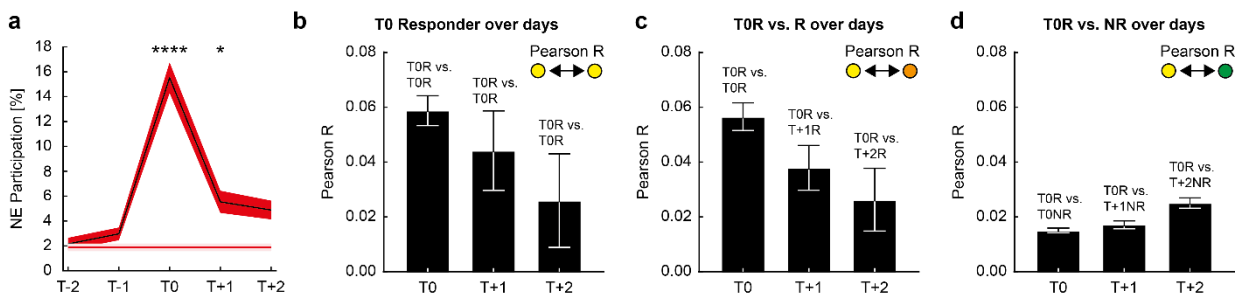 a
b
c
d
T0 Responder over days
T0R vs. R over days
T0R vs. NR over days
NE Participation [%]
18
16
14
12
10
8
6
4
2
0
****
*
T-2
T-1
T0
T+1
T+2
Pearson R
0.08
0.06
0.04
0.02
0.00
Pearson R
T0R vs.
T0R
T0R vs.
T0R
T0R vs.
T0R
T0
T+1
T+2
Pearson R
0.08
0.06
0.04
0.02
0.00
Pearson R
T0R vs.
T0R
T0R vs.
T+1R
T0R vs.
T+2R
T0
T+1
T+2
Pearson R
0.08
0.06
0.04
0.02
0.00
Pearson R
T0R vs.
T0NR
T0R vs.
T+1NR
T0R vs.
T+2NR
T0
T+1
T+2